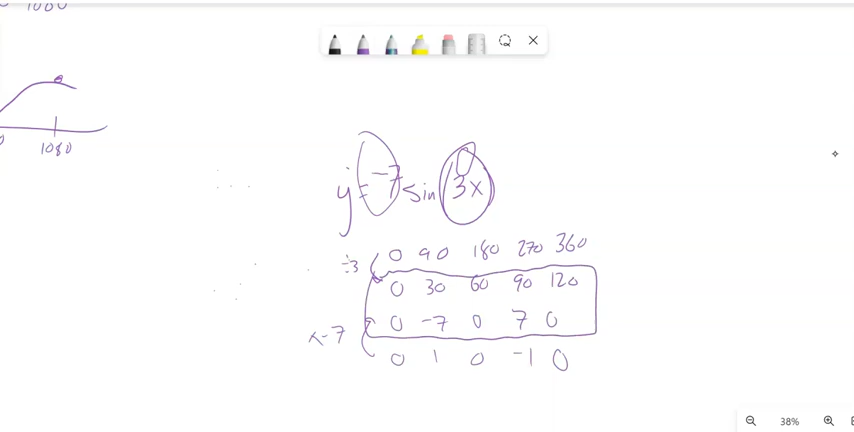 1080
1080
y = -7 sin 3x
0 90 180 270 360
÷3
0 30 60 90 120
0 -7 0 7 0
x-7
0 1 0 -1 0
38%